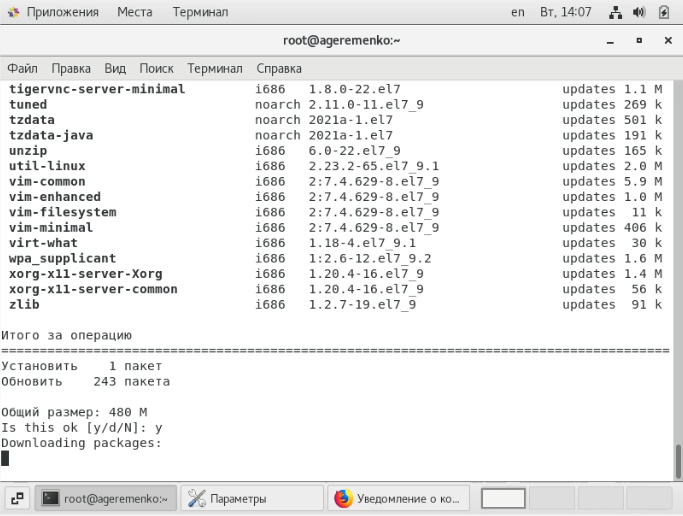 Приложения Места Терминал en Вт, 14:07
root@ageremenko:~
Файл Правка Вид Поиск Терминал Справка
tigervnc-server-minimal i686 1.8.0-22.el7 updates 1.1 M
tuned noarch 2.11.0-11.el7_9 updates 269 k
tzdata noarch 2021a-1.el7 updates 501 k
tzdata-java noarch 2021a-1.el7 updates 191 k
unzip i686 6.0-22.el7_9 updates 165 k
util-linux i686 2.23.2-65.el7_9.1 updates 2.0 M
vim-common i686 2:7.4.629-8.el7_9 updates 5.9 M
vim-enhanced i686 2:7.4.629-8.el7_9 updates 1.0 M
vim-filesystem i686 2:7.4.629-8.el7_9 updates 11 k
vim-minimal i686 2:7.4.629-8.el7_9 updates 406 k
virt-what i686 1.18-4.el7_9.1 updates 30 k
wpa_supplicant i686 1:2.6-12.el7_9.2 updates 1.6 M
xorg-x11-server-Xorg i686 1.20.4-16.el7_9 updates 1.4 M
xorg-x11-server-common i686 1.20.4-16.el7_9 updates 56 k
zlib i686 1.2.7-19.el7_9 updates 91 k
Итого за операцию
=======================================================================================
Установить 1 пакет
Обновить 243 пакета
Общий размер: 480 M
Is this ok [y/d/N]: y
Downloading packages:
root@ageremenko:~ Параметры Уведомление о ко...